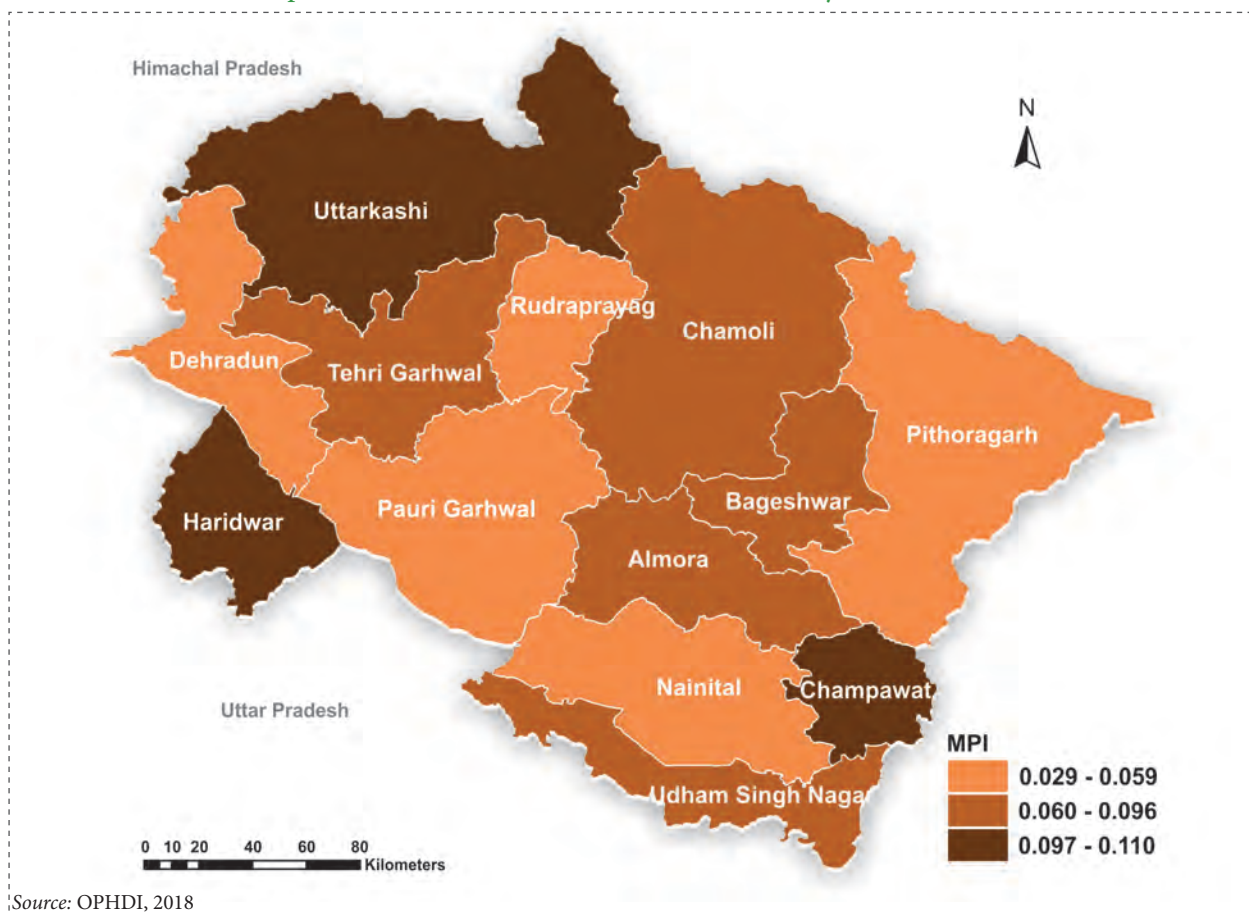 Himachal Pradesh
N
Uttarkashi
Rudraprayag
Chamoli
Dehradun
Tehri Garhwal
Pithoragarh
Bageshwar
Pauri Garhwal
Haridwar
Almora
Nainital
Champawat
Uttar Pradesh
MPI
0.029 - 0.059
0.060 - 0.096
0.097 - 0.110
Udham Singh Nagar
0 10 20 40 60 80
Kilometers
Source: OPHDI, 2018